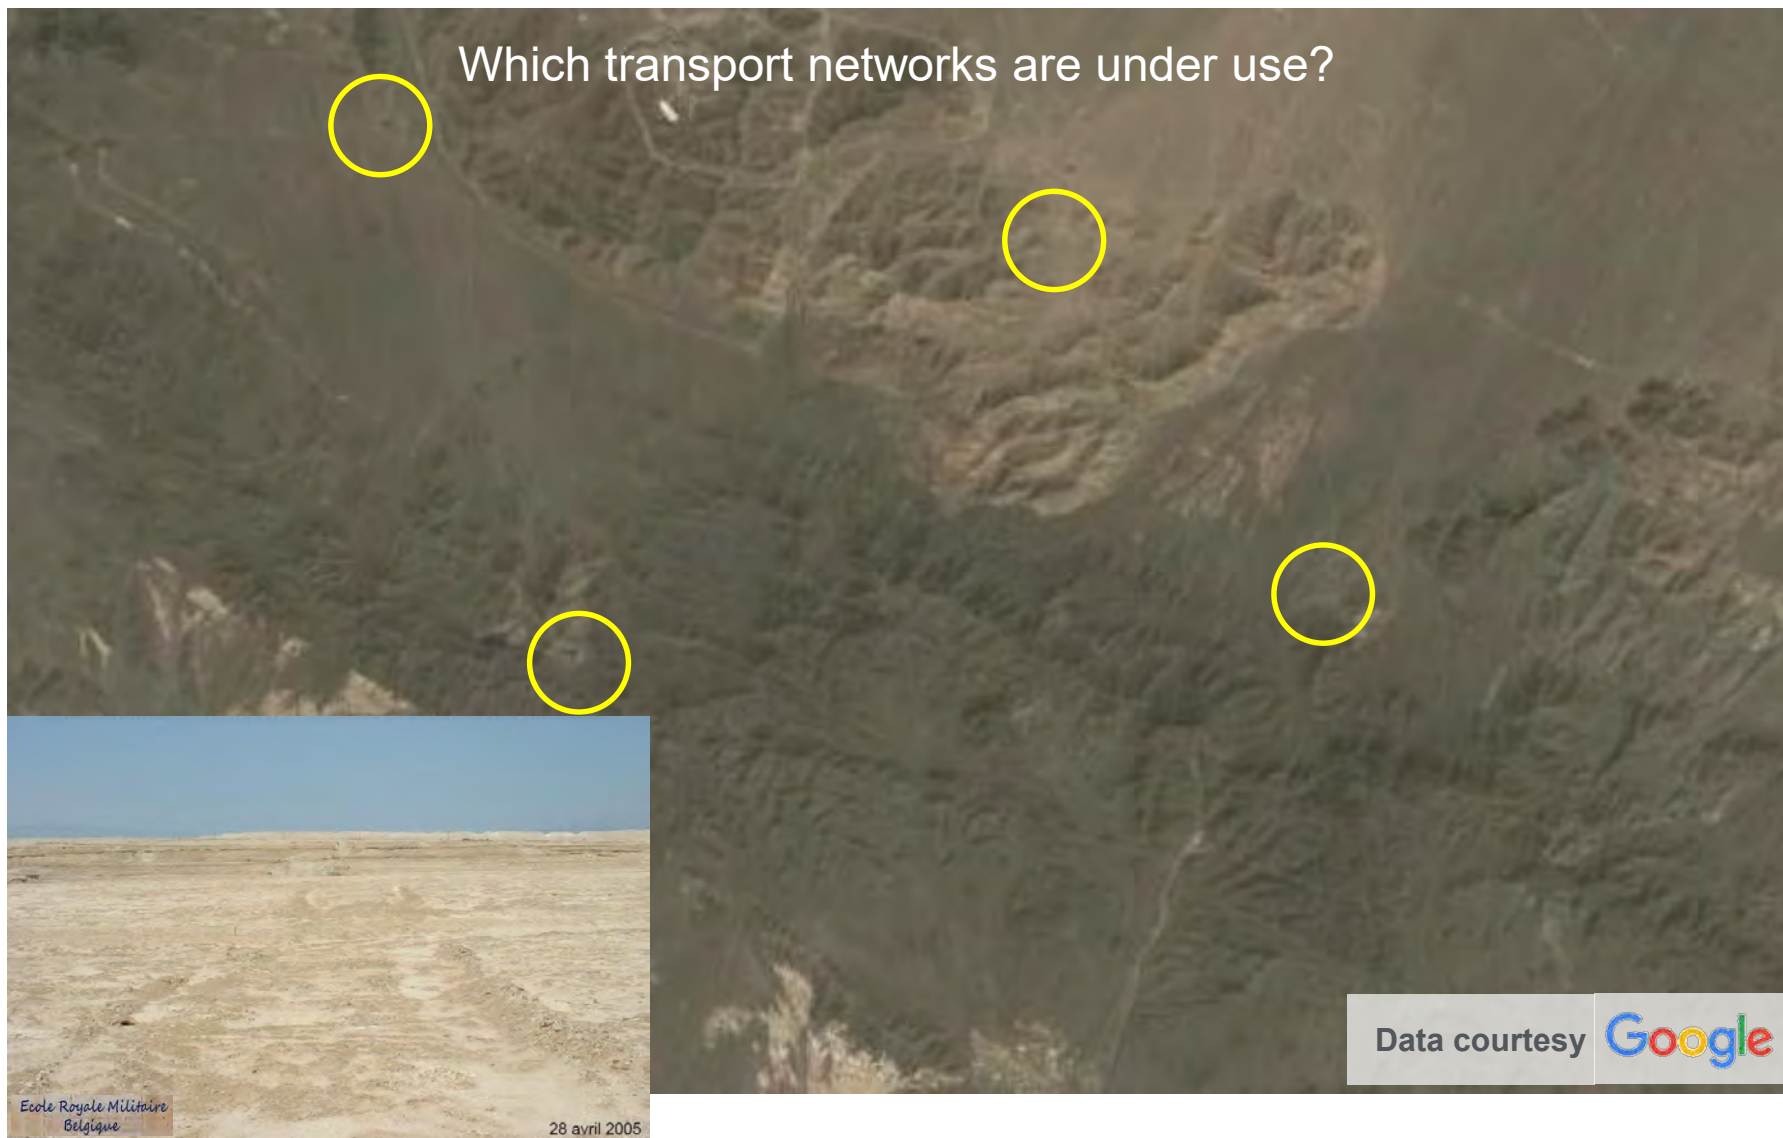 Which transport networks are under use?
Data courtesy Google
Ecole Royale Militaire
Belgique
28 avril 2005